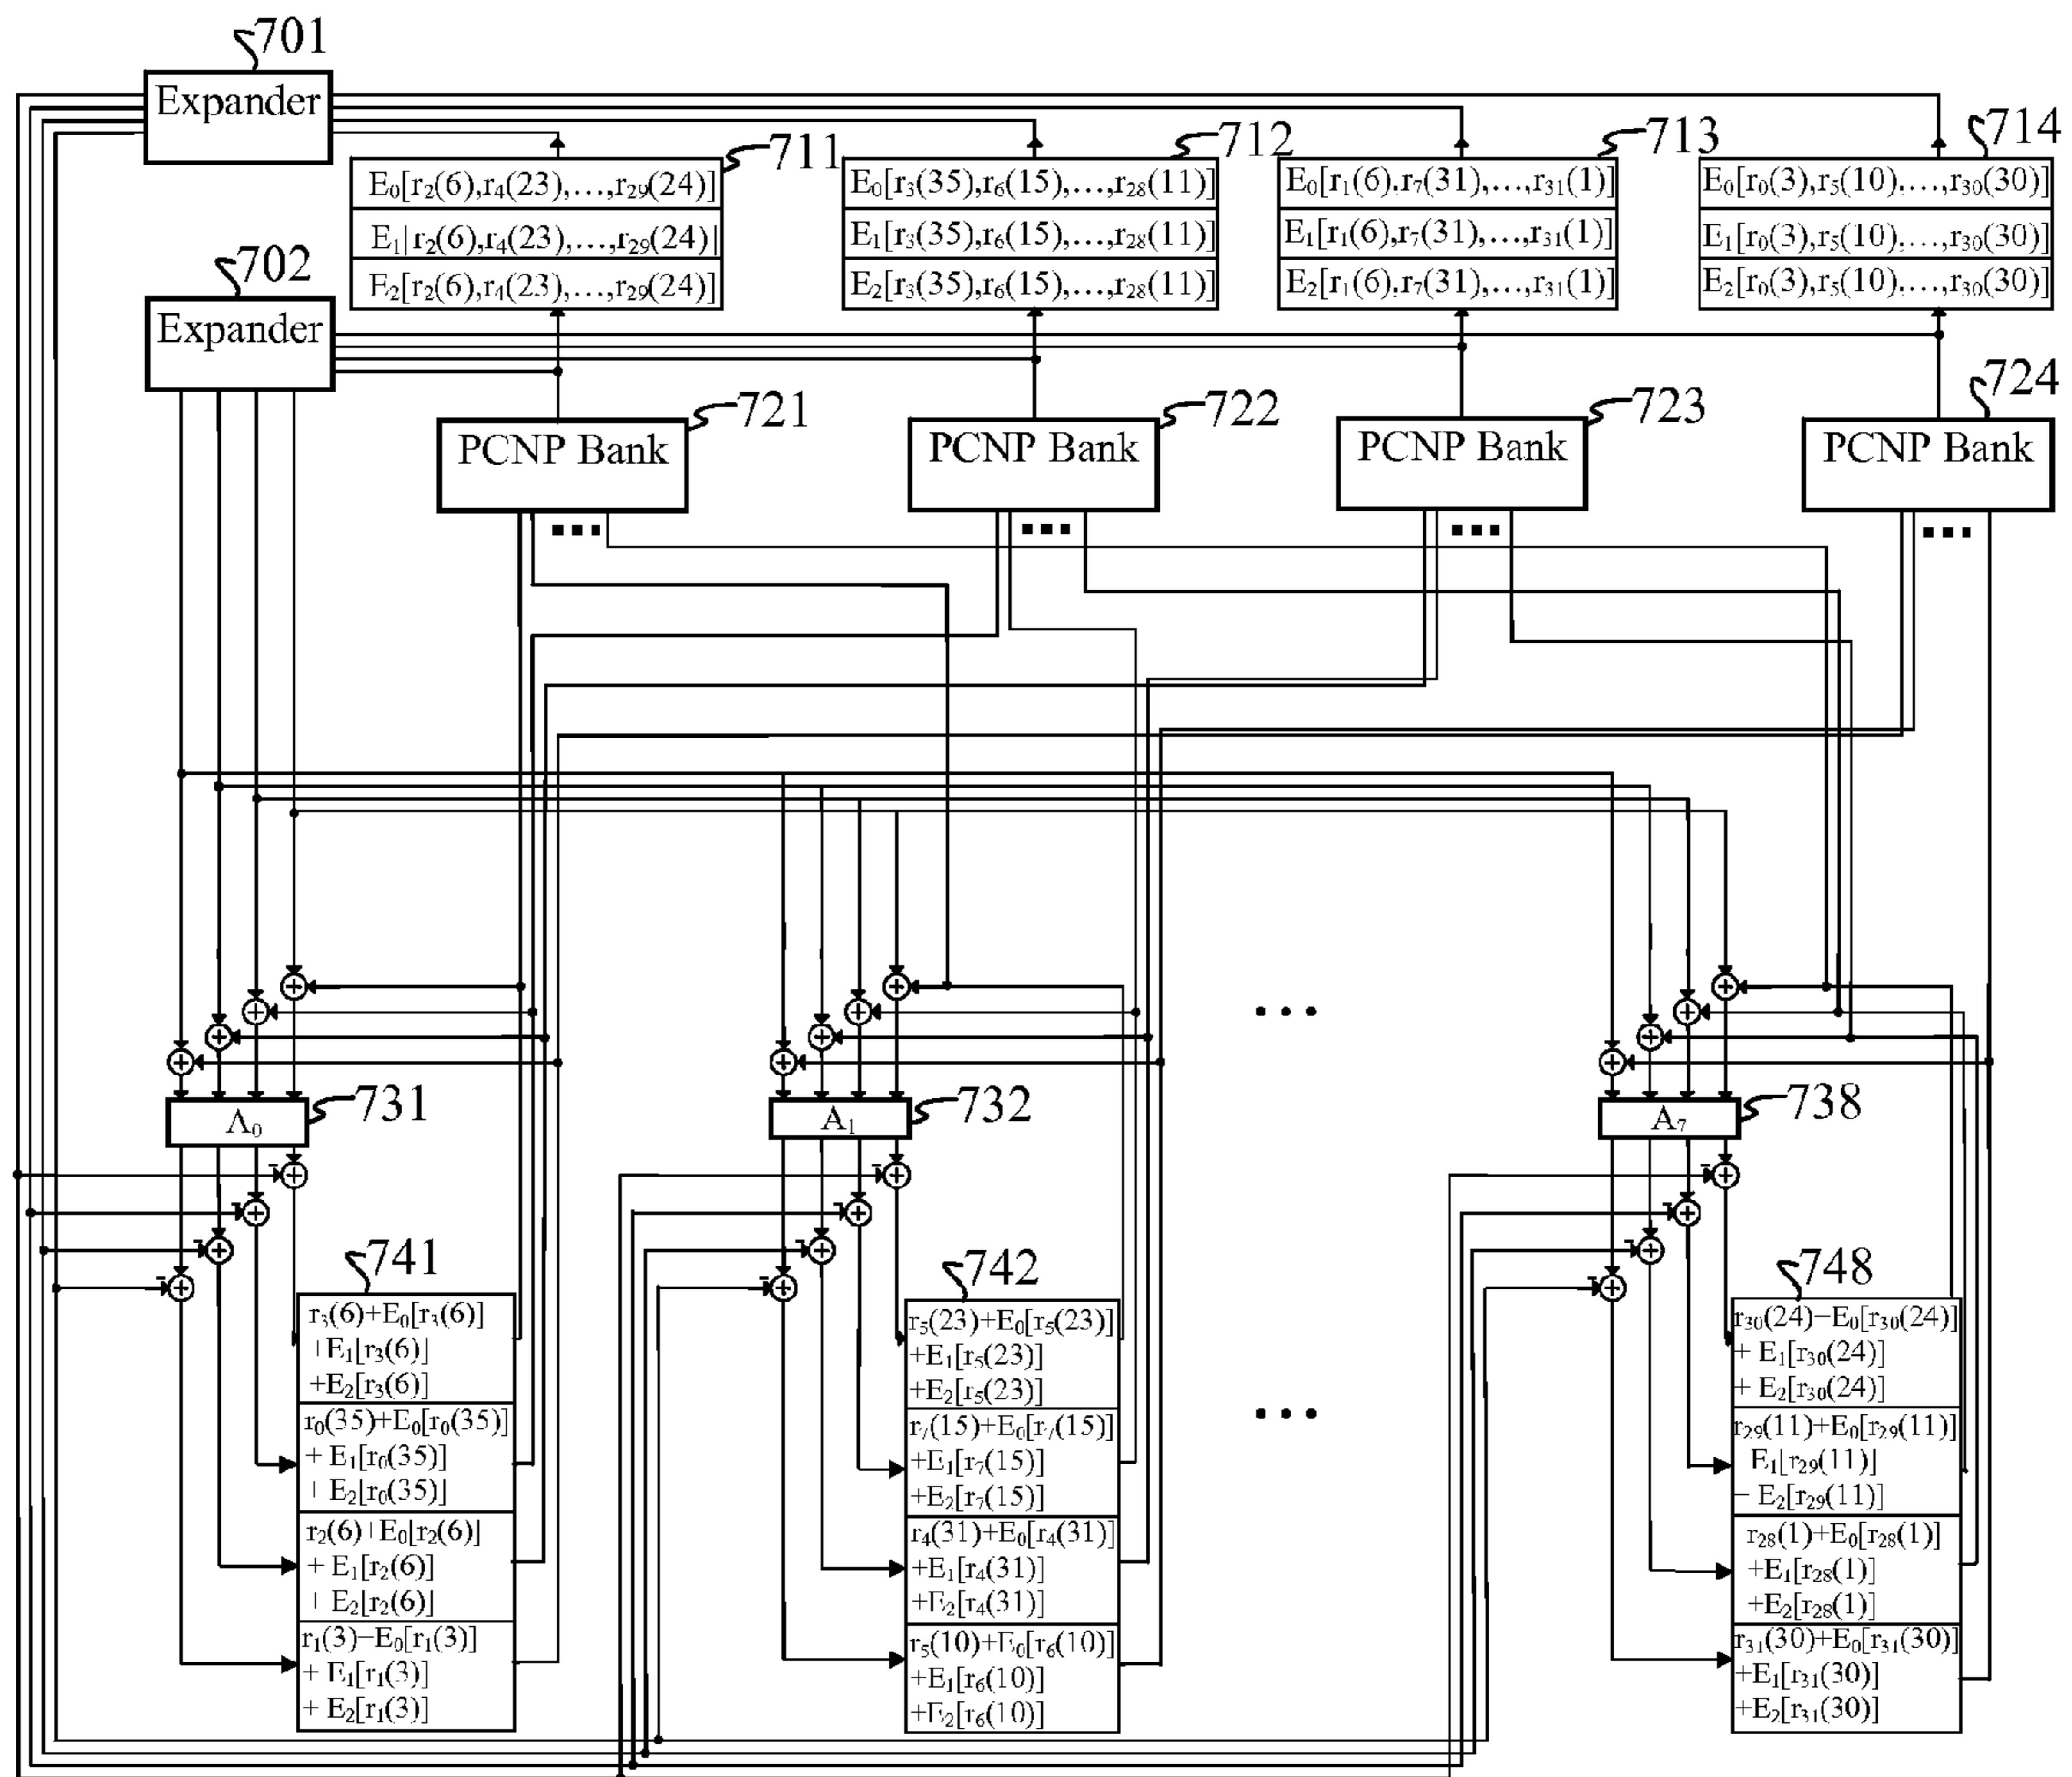 701
Expander
711
712
713
714
E₀[r₂(6),r₄(23),...,r₂₉(24)]
E₁[r₂(6),r₄(23),...,r₂₉(24)]
E₂[r₂(6),r₄(23),...,r₂₉(24)]
E₀[r₃(35),r₆(15),...,r₂₈(11)]
E₁[r₃(35),r₆(15),...,r₂₈(11)]
E₂[r₃(35),r₆(15),...,r₂₈(11)]
E₀[r₁(6),r₇(31),...,r₃₁(1)]
E₁[r₁(6),r₇(31),...,r₃₁(1)]
E₂[r₁(6),r₇(31),...,r₃₁(1)]
E₀[r₀(3),r₅(10),...,r₃₀(30)]
E₁[r₀(3),r₅(10),...,r₃₀(30)]
E₂[r₀(3),r₅(10),...,r₃₀(30)]
702
Expander
721
PCNP Bank
722
PCNP Bank
723
PCNP Bank
724
PCNP Bank
...
...
...
...
...
731
A₀
732
A₁
738
A₇
741
r₃(6)+E₀[r₃(6)]
+E₁[r₃(6)]
+E₂[r₃(6)]
r₀(35)+E₀[r₀(35)]
+ E₁[r₀(35)]
+ E₂[r₀(35)]
r₂(6)+E₀[r₂(6)]
+ E₁[r₂(6)]
+ E₂[r₂(6)]
r₁(3)−E₀[r₁(3)]
+ E₁[r₁(3)]
+ E₂[r₁(3)]
742
r₅(23)+E₀[r₅(23)]
+E₁[r₅(23)]
+E₂[r₅(23)]
r₇(15)+E₀[r₇(15)]
+E₁[r₇(15)]
+E₂[r₇(15)]
r₄(31)+E₀[r₄(31)]
+E₁[r₄(31)]
+E₂[r₄(31)]
r₅(10)+E₀[r₆(10)]
+E₁[r₆(10)]
+E₂[r₆(10)]
...
748
r₃₀(24)−E₀[r₃₀(24)]
+ E₁[r₃₀(24)]
+ E₂[r₃₀(24)]
r₂₉(11)+E₀[r₂₉(11)]
E₁[r₂₉(11)]
− E₂[r₂₉(11)]
r₂₈(1)+E₀[r₂₈(1)]
+E₁[r₂₈(1)]
+E₂[r₂₈(1)]
r₃₁(30)+E₀[r₃₁(30)]
+E₁[r₃₁(30)]
+E₂[r₃₁(30)]